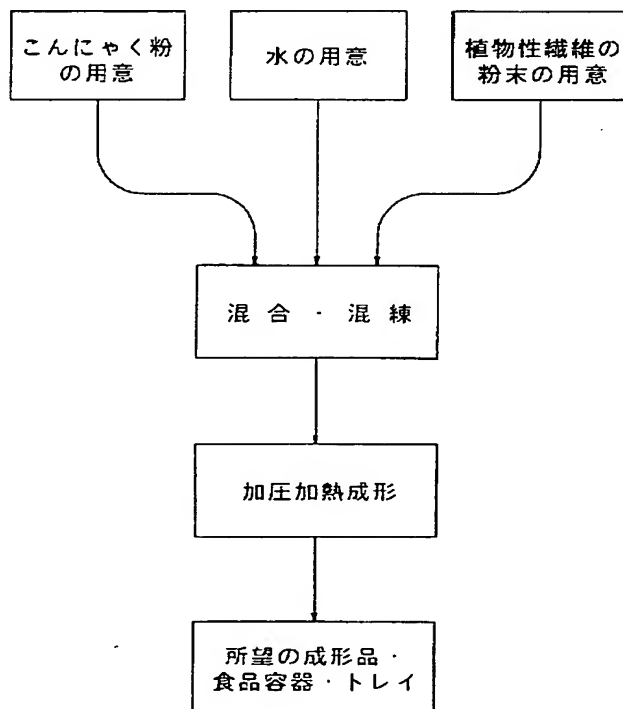 こんにゃく粉
の用意
水の用意
植物性繊維の
粉末の用意
混合・混練
加圧加熱成形
所望の成形品・
食品容器・トレイ